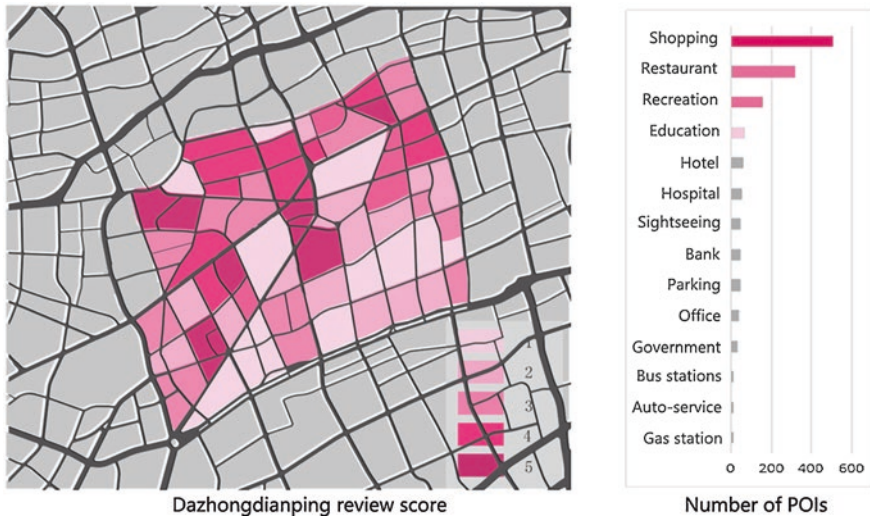 1
2
3
4
5
Dazhongdianping review score
Shopping
Restaurant
Recreation
Education
Hotel
Hospital
Sightseeing
Bank
Parking
Office
Government
Bus stations
Auto-service
Gas station
0 200 400 600
Number of POIs